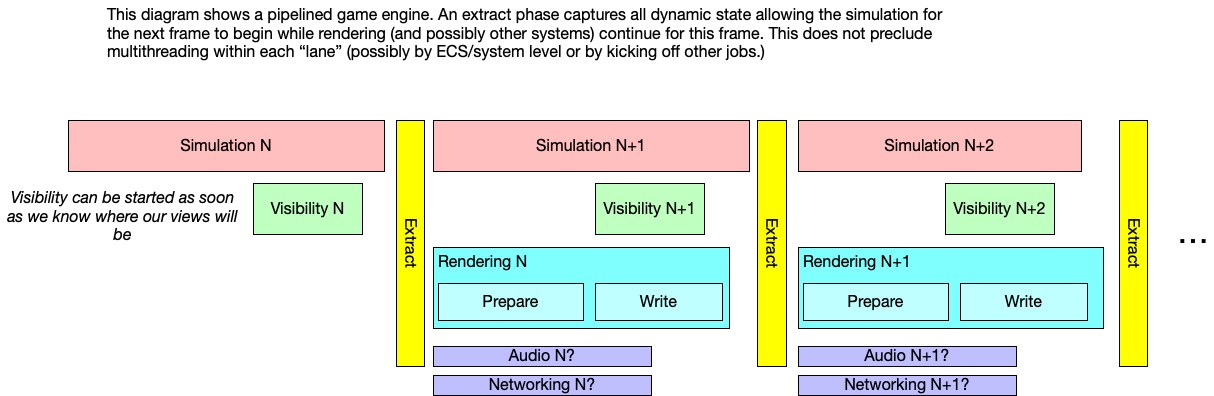 This diagram shows a pipelined game engine. An extract phase captures all dynamic state allowing the simulation for
the next frame to begin while rendering (and possibly other systems) continue for this frame. This does not preclude
multithreading within each “lane” (possibly by ECS/system level or by kicking off other jobs.)
Simulation N
Simulation N+1
Simulation N+2
Visibility can be started as soon
as we know where our views will
be
Visibility N
Visibility N+1
Visibility N+2
Extract
Extract
Extract
...
Rendering N
Prepare
Write
Rendering N+1
Prepare
Write
Audio N?
Audio N+1?
Networking N?
Networking N+1?